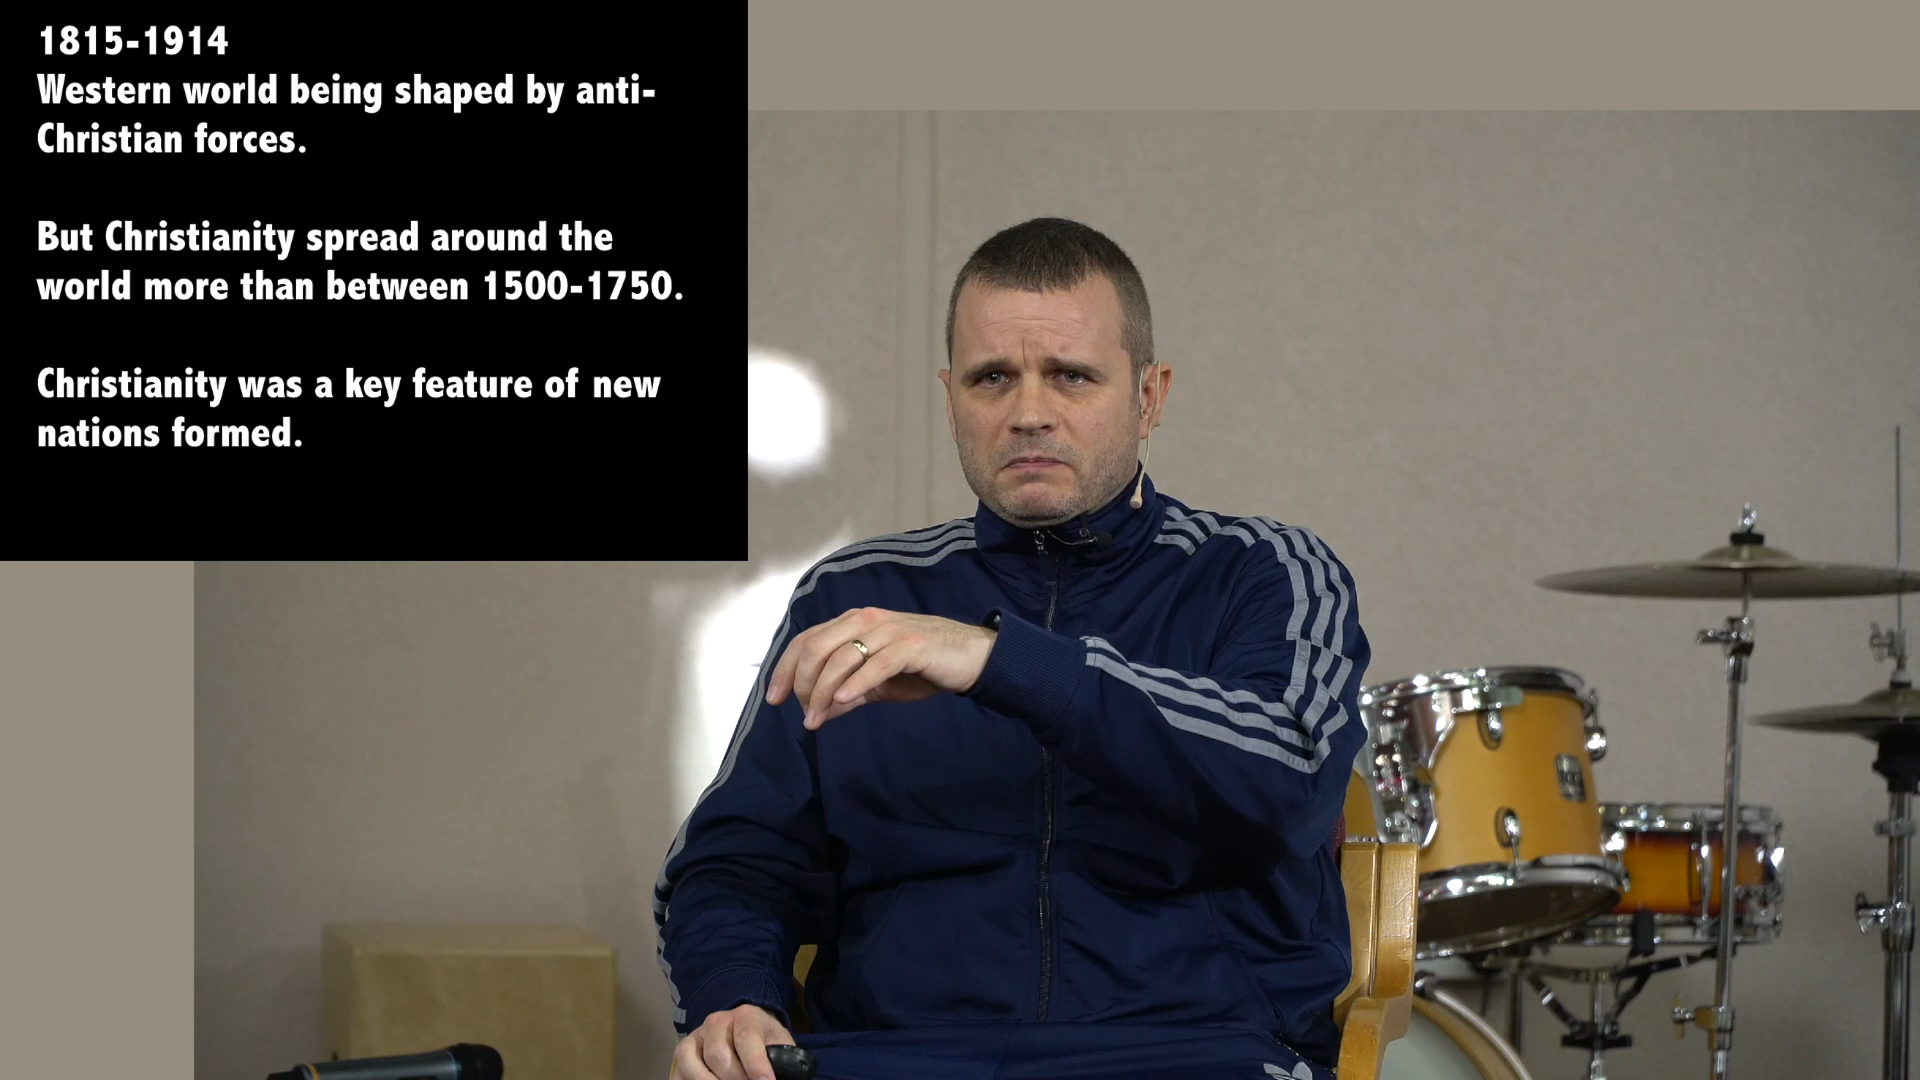 1815-1914
Western world being shaped by anti-
Christian forces.
But Christianity spread around the
world more than between 1500-1750.
Christianity was a key feature of new
nations formed.